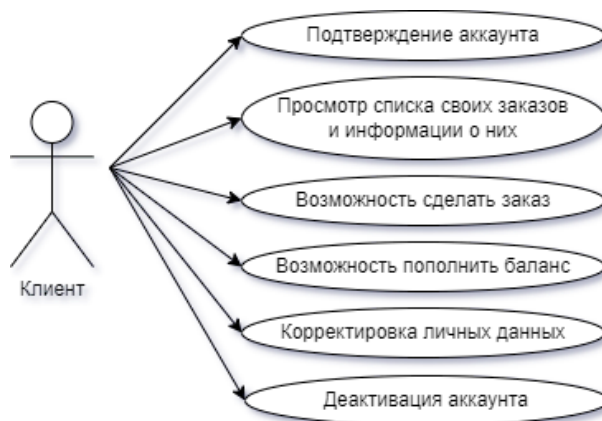 Подтверждение аккаунта
Просмотр списка своих заказов
и информации о них
Возможность сделать заказ
Возможность пополнить баланс
Клиент
Корректировка личных данных
Деактивация аккаунта